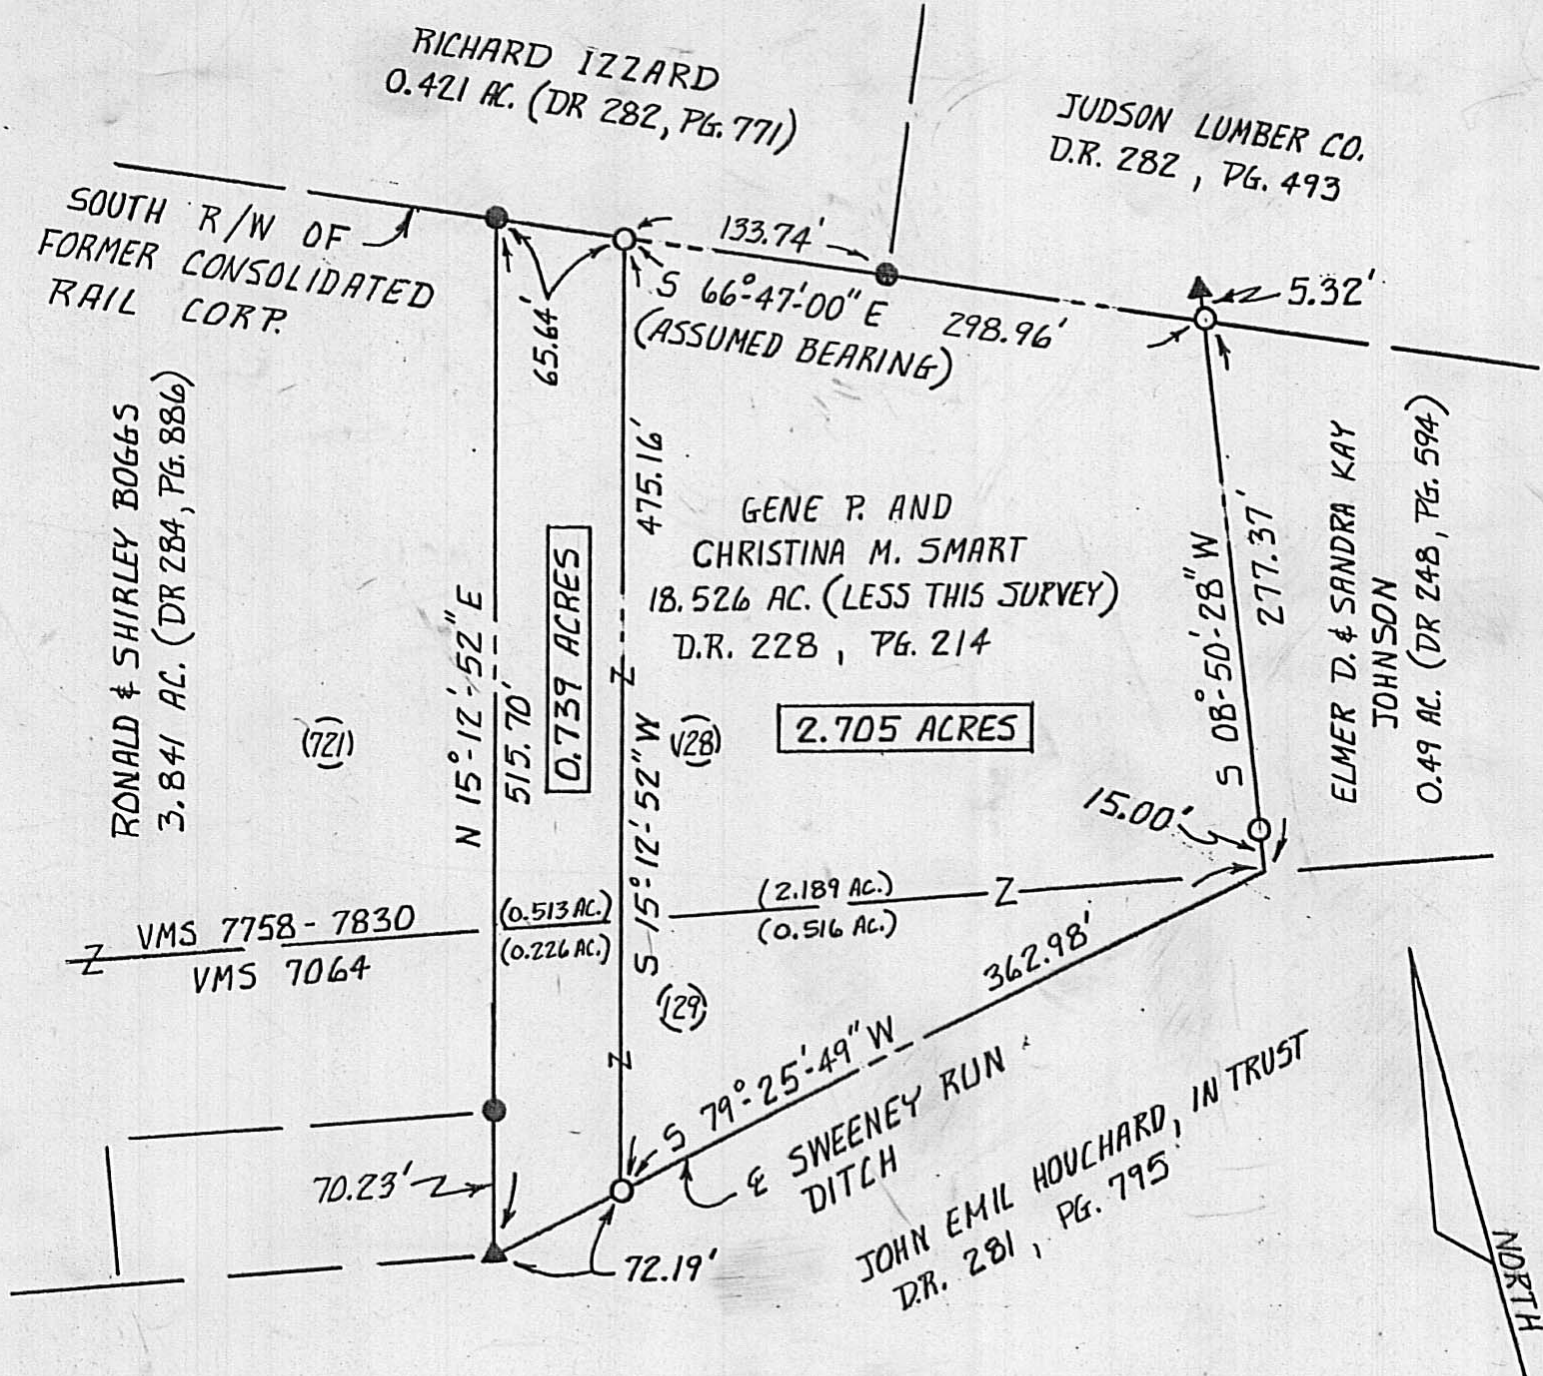 RICHARD IZZARD
0.421 AC. (DR 282, PG. 771)
JUDSON LUMBER CO.
D.R. 282, PG. 493
SOUTH R/W OF
FORMER CONSOLIDATED
RAIL CORP.
133.74'
5.32'
S 66°-47'-00" E 298.96'
(ASSUMED BEARING)
65.64'
RONALD & SHIRLEY BOGGS
3.841 AC. (DR 284, PG. 886)
N 15°-12'-52" E
515.70'
0.739 ACRES
475.16'
S 15°-12'-52" W
GENE P. AND
CHRISTINA M. SMART
18.526 AC. (LESS THIS SURVEY)
D.R. 228, PG. 214
2.705 ACRES
S 08°-50'-28" W
277.37'
ELMER D. & SANDRA KAY
JOHNSON
0.49 AC. (DR 248, PG. 594)
(721)
(V28)
15.00'
VMS 7758-7830
VMS 7064
(0.513 AC.)
(0.226 AC.)
(2.189 AC.)
(0.516 AC.)
Z
Z
Z
Z
(129)
362.98'
S 79°-25'-49" W
℄ SWEENEY RUN
DITCH
70.23'
72.19'
JOHN EMIL HOUCHARD, IN TRUST
D.R. 281, PG. 795
NORTH